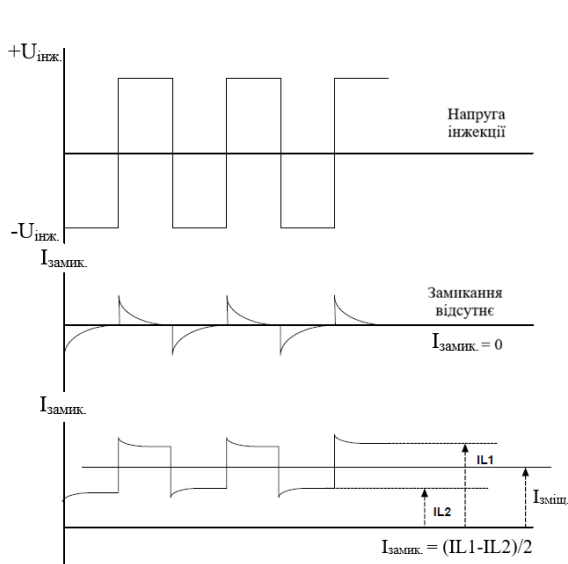 +Uінж.
Напруга
інжекції
-Uінж.
Iзамик.
Замикання
відсутнє
Iзамик. = 0
Iзамик.
IL1
Iзміщ.
IL2
Iзамик. = (IL1-IL2)/2